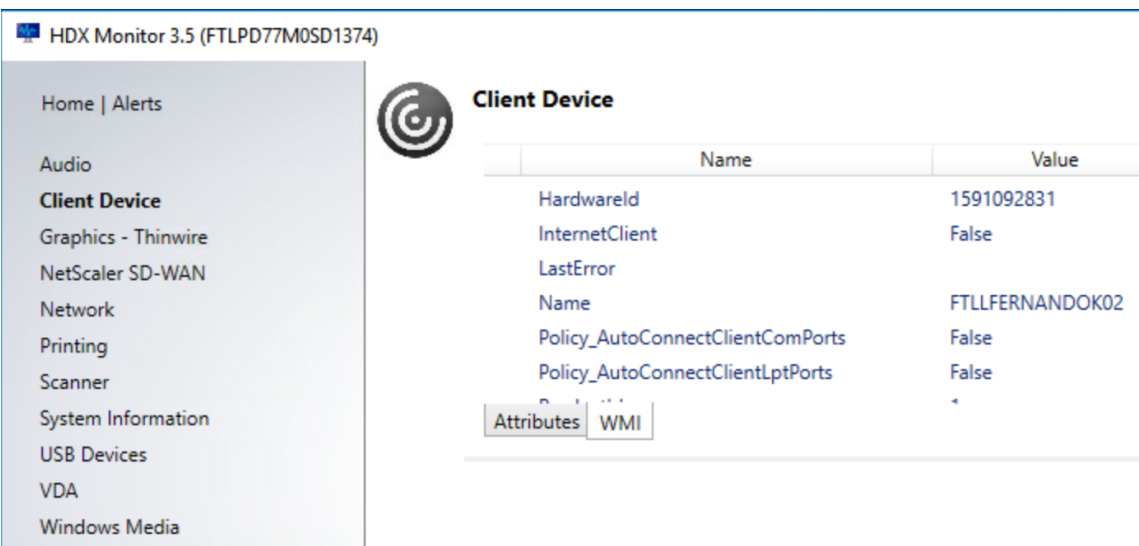 HDX Monitor 3.5 (FTLPD77M0SD1374)
Home | Alerts
Audio
Client Device
Graphics - Thinwire
NetScaler SD-WAN
Network
Printing
Scanner
System Information
USB Devices
VDA
Windows Media
Client Device
Name Value
HardwareId 1591092831
InternetClient False
LastError
Name FTLLFERNANDOK02
Policy_AutoConnectClientComPorts False
Policy_AutoConnectClientLptPorts False
Attributes WMI